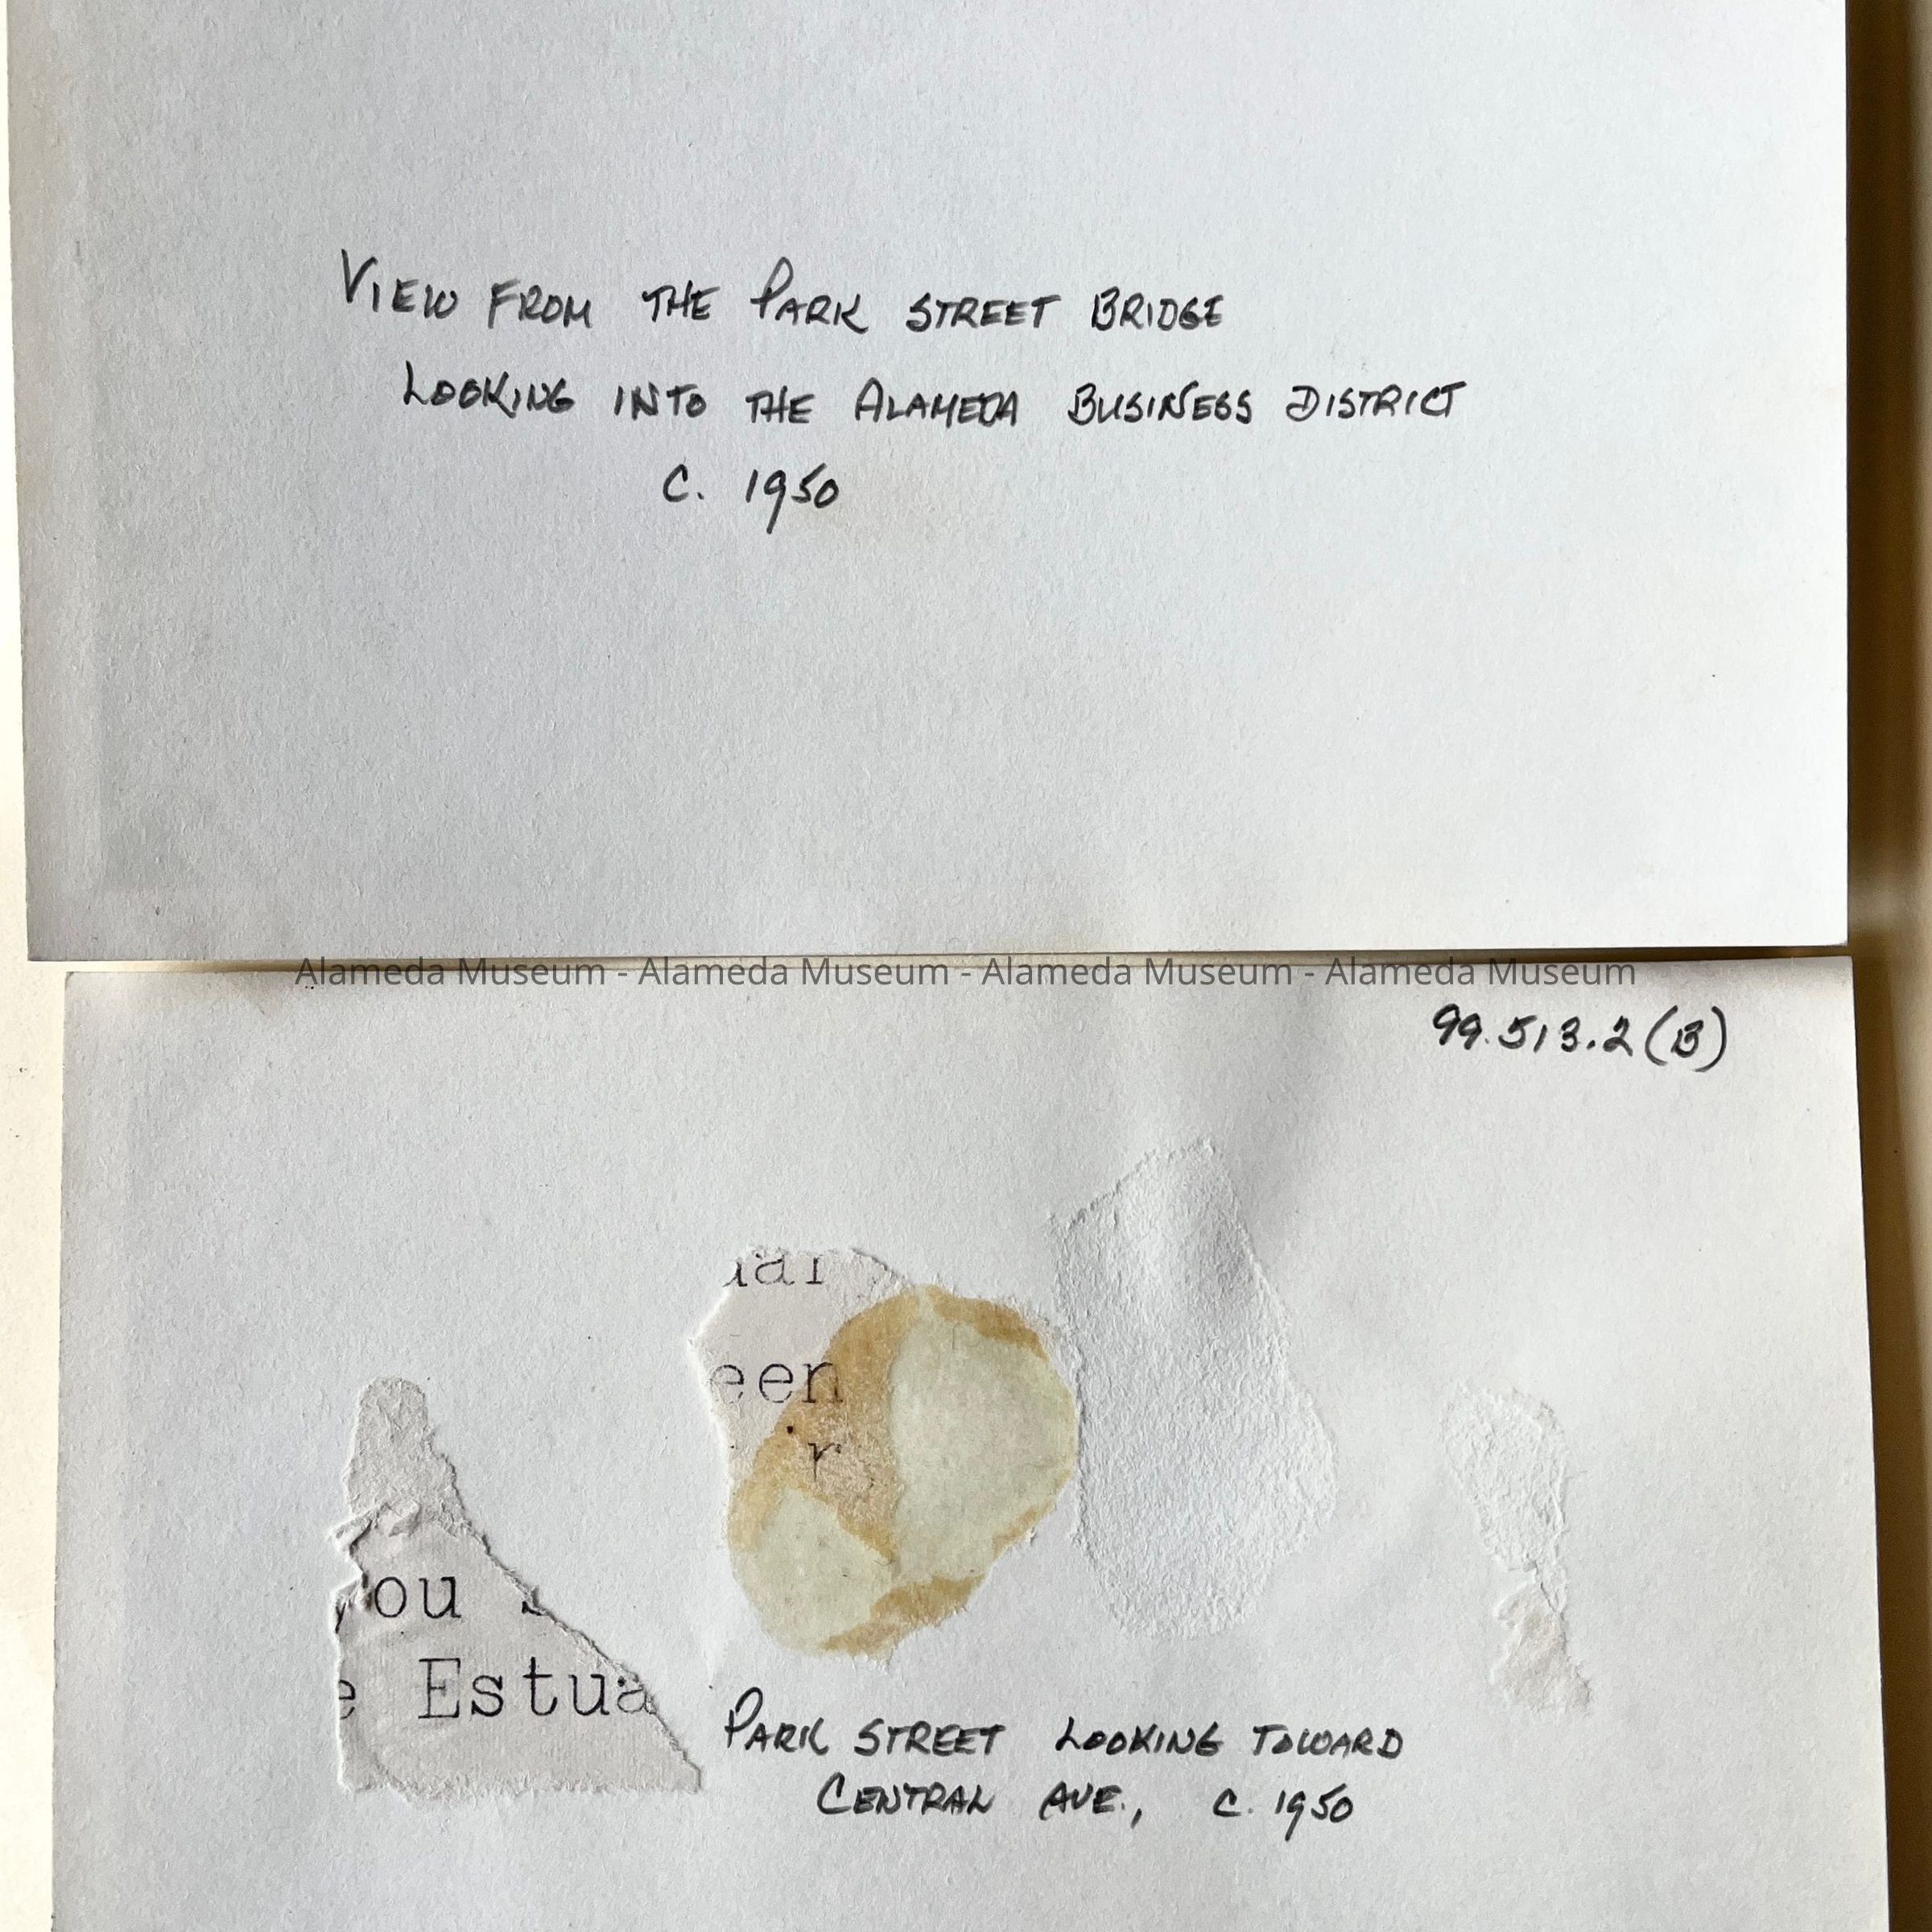 VIEW FROM THE PARK STREET BRIDGE
LOOKING INTO THE ALAMEDA BUSINESS DISTRICT
C. 1950
Alameda Museum - Alameda Museum - Alameda Museum - Alameda Museum
99.513.2(B)
een
r
ou
e Estua
PARK STREET LOOKING TOWARD
CENTRAL AVE., C. 1950